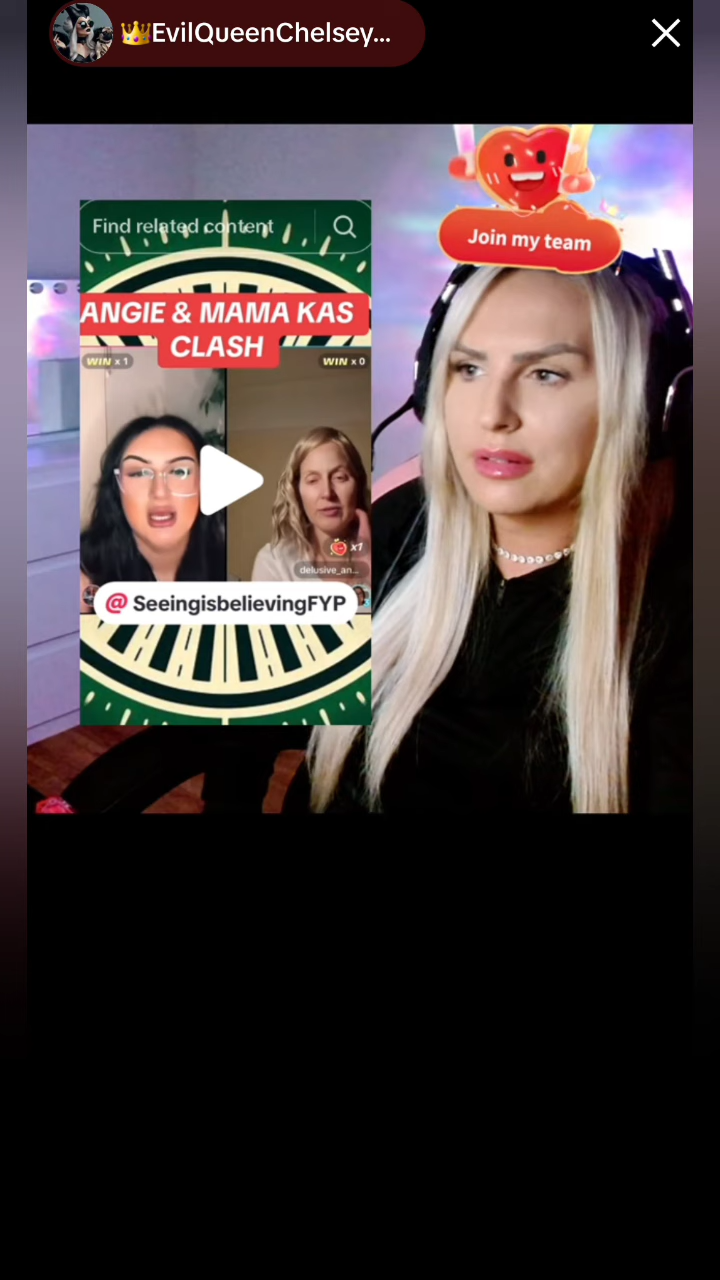 👑EvilQueenChelsey...
Join my team
Find related content
ANGIE & MAMA KAS
CLASH
WIN x 1
WIN x 0
x1
delusive_an...
@ SeeingisbelievingFYP